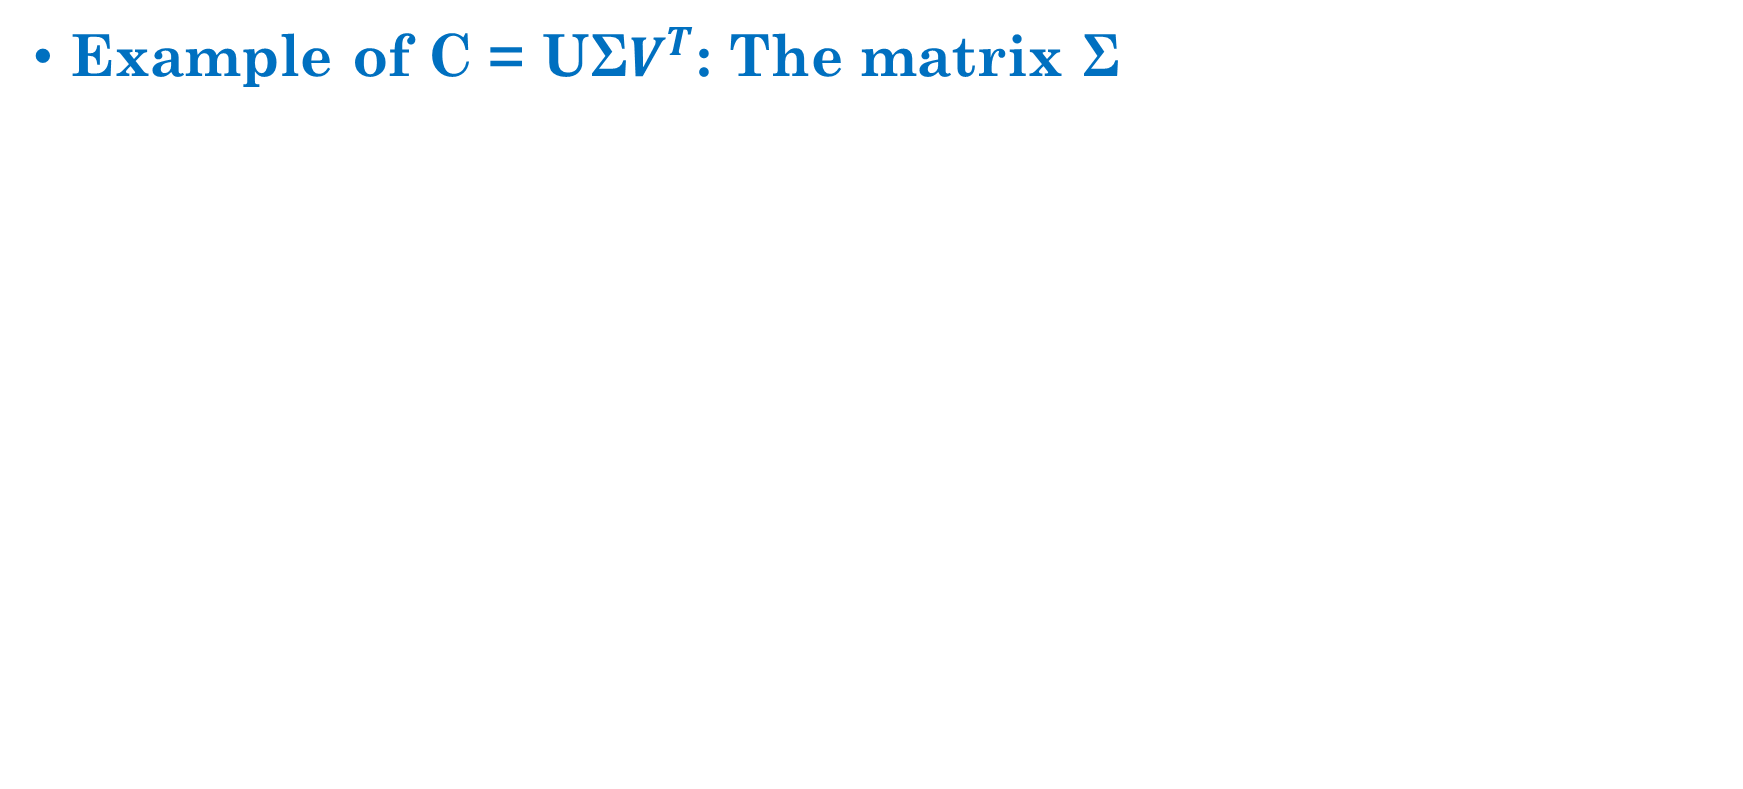 • Example of C = UΣV^T: The matrix Σ